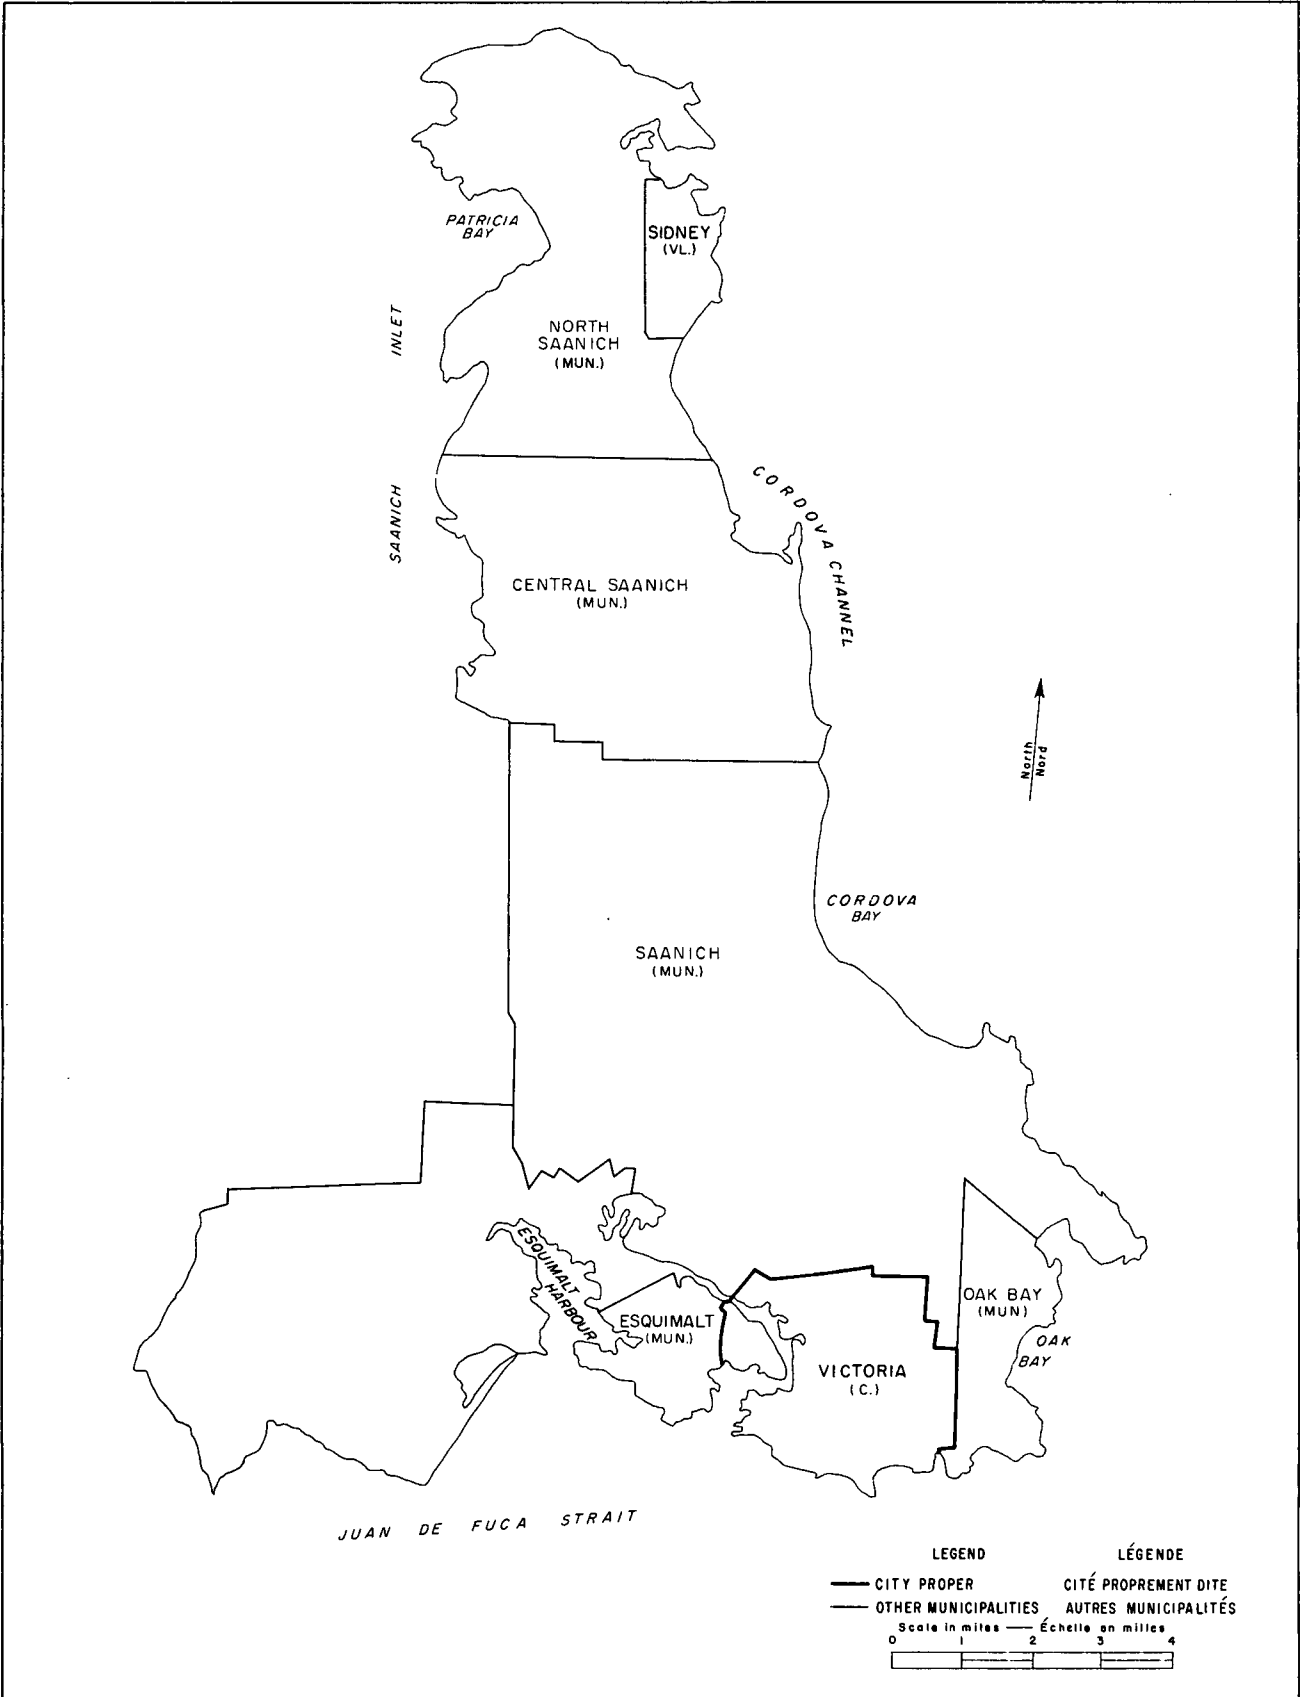 PATRICIA
BAY
SIDNEY
(VL.)
INLET
NORTH
SAANICH
(MUN.)
CORDOVA CHANNEL
SAANICH
CENTRAL SAANICH
(MUN.)
North
Nord
CORDOVA
BAY
SAANICH
(MUN.)
ESQUIMALT
HARBOUR
ESQUIMALT
(MUN.)
OAK BAY
(MUN)
OAK
BAY
VICTORIA
(C.)
JUAN DE FUCA STRAIT
LEGEND LÉGENDE
CITY PROPER CITÉ PROPREMENT DITE
OTHER MUNICIPALITIES AUTRES MUNICIPALITÉS
Scale in miles — Échelle en milles
0 1 2 3 4